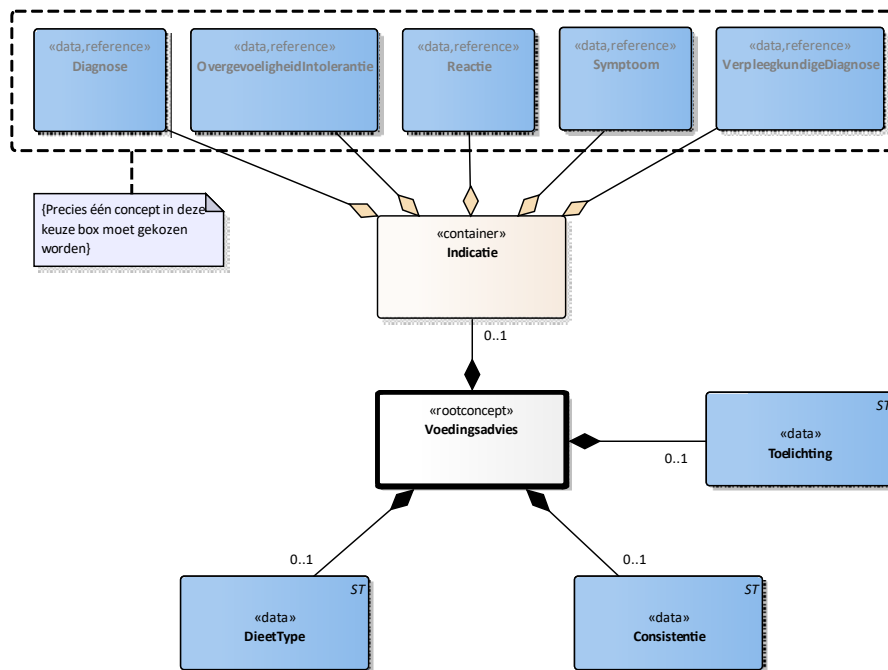 «data,reference»
Diagnose
«data,reference»
OvergevoeligheidIntolerantie
«data,reference»
Reactie
«data,reference»
Symptoom
«data,reference»
VerpleegkundigeDiagnose
{Precies één concept in deze
keuze box moet gekozen
worden}
«container»
Indicatie
0..1
«rootconcept»
Voedingsadvies
ST
«data»
Toelichting
0..1
0..1
0..1
ST
«data»
DieetType
ST
«data»
Consistentie